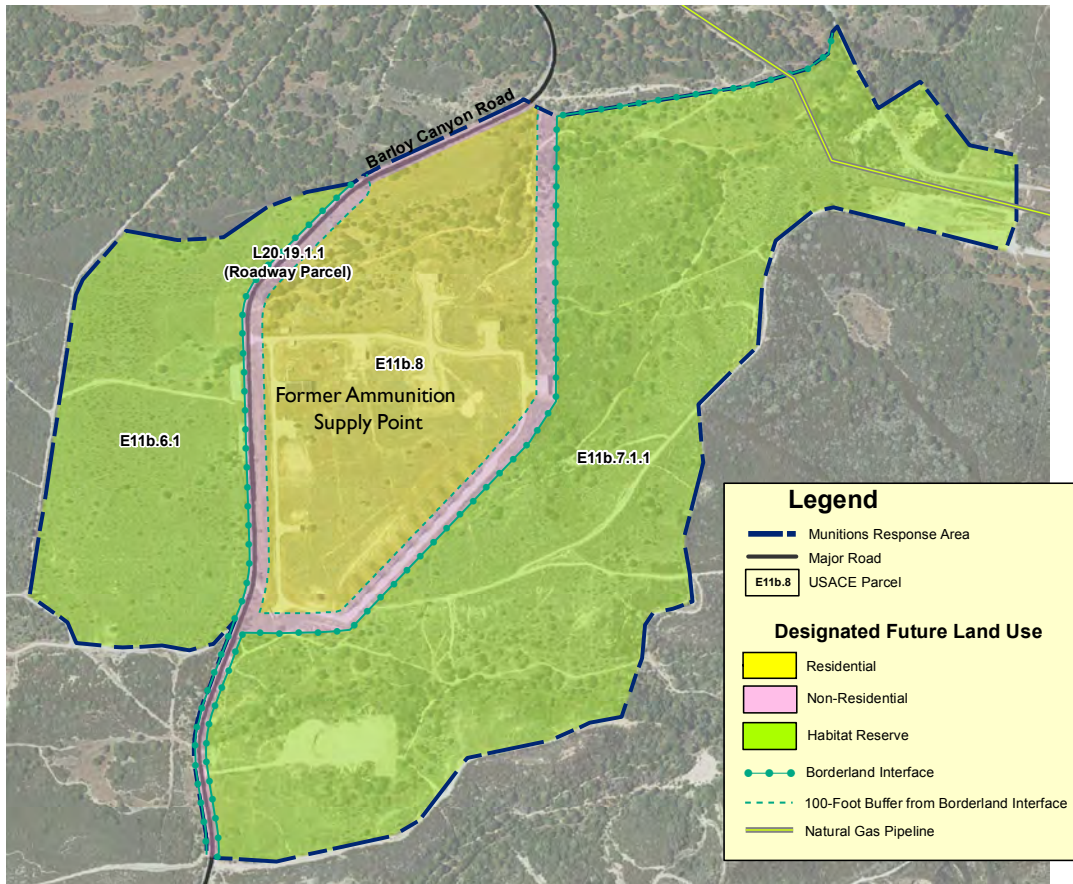 Barloy Canyon Road
L20.19.1.1
(Roadway Parcel)
E11b.8
Former Ammunition
Supply Point
E11b.6.1
E11b.7.1.1
Legend
Munitions Response Area
Major Road
E11b.8 USACE Parcel
Designated Future Land Use
Residential
Non-Residential
Habitat Reserve
Borderland Interface
100-Foot Buffer from Borderland Interface
Natural Gas Pipeline